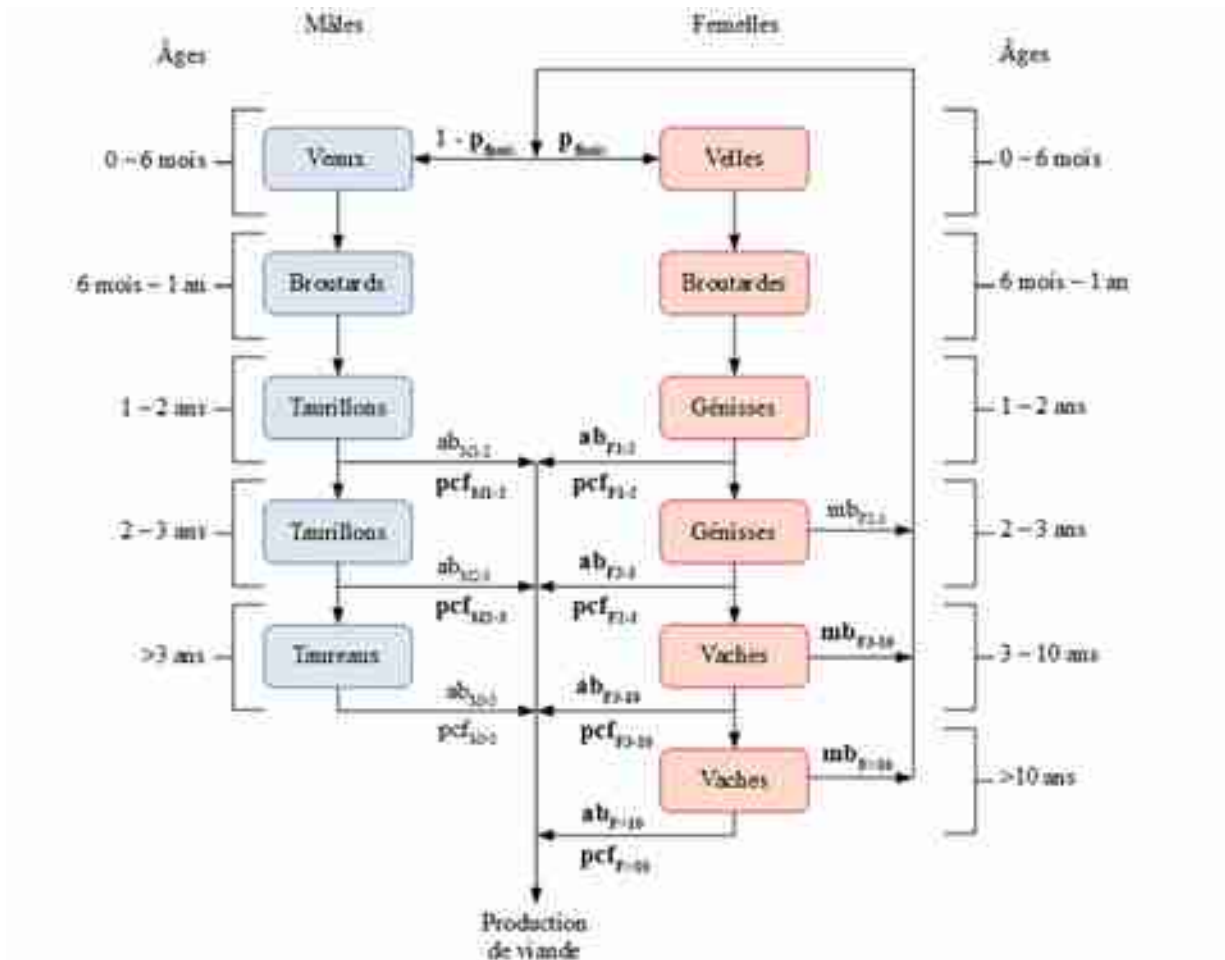 Mâles
Femelles
Âges
Âges
0 – 6 mois
Veaux
1 - p
p
Velles
0 – 6 mois
6 mois – 1 an
Broutards
Broutardes
6 mois – 1 an
1 – 2 ans
Taurillons
Génisses
1 – 2 ans
ab
ab
pcf
pcf
2 – 3 ans
Taurillons
Génisses
mb
2 – 3 ans
ab
ab
pcf
pcf
>3 ans
Taureaux
Vaches
mb
3 – 10 ans
ab
ab
pcf
pcf
Vaches
mb
>10 ans
ab
pcf
Production
de viande